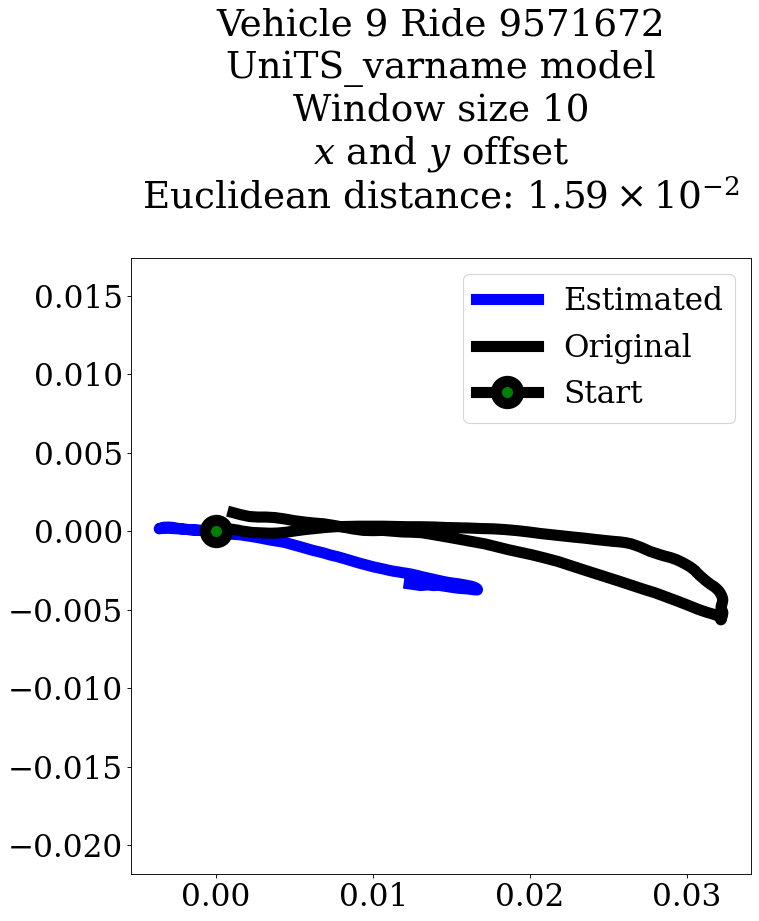 Vehicle 9 Ride 9571672
UniTS_varname model
Window size 10
x and y offset
Euclidean distance: 1.59 × 10⁻²
Estimated
Original
Start
0.015
0.010
0.005
0.000
−0.005
−0.010
−0.015
−0.020
0.00 0.01 0.02 0.03